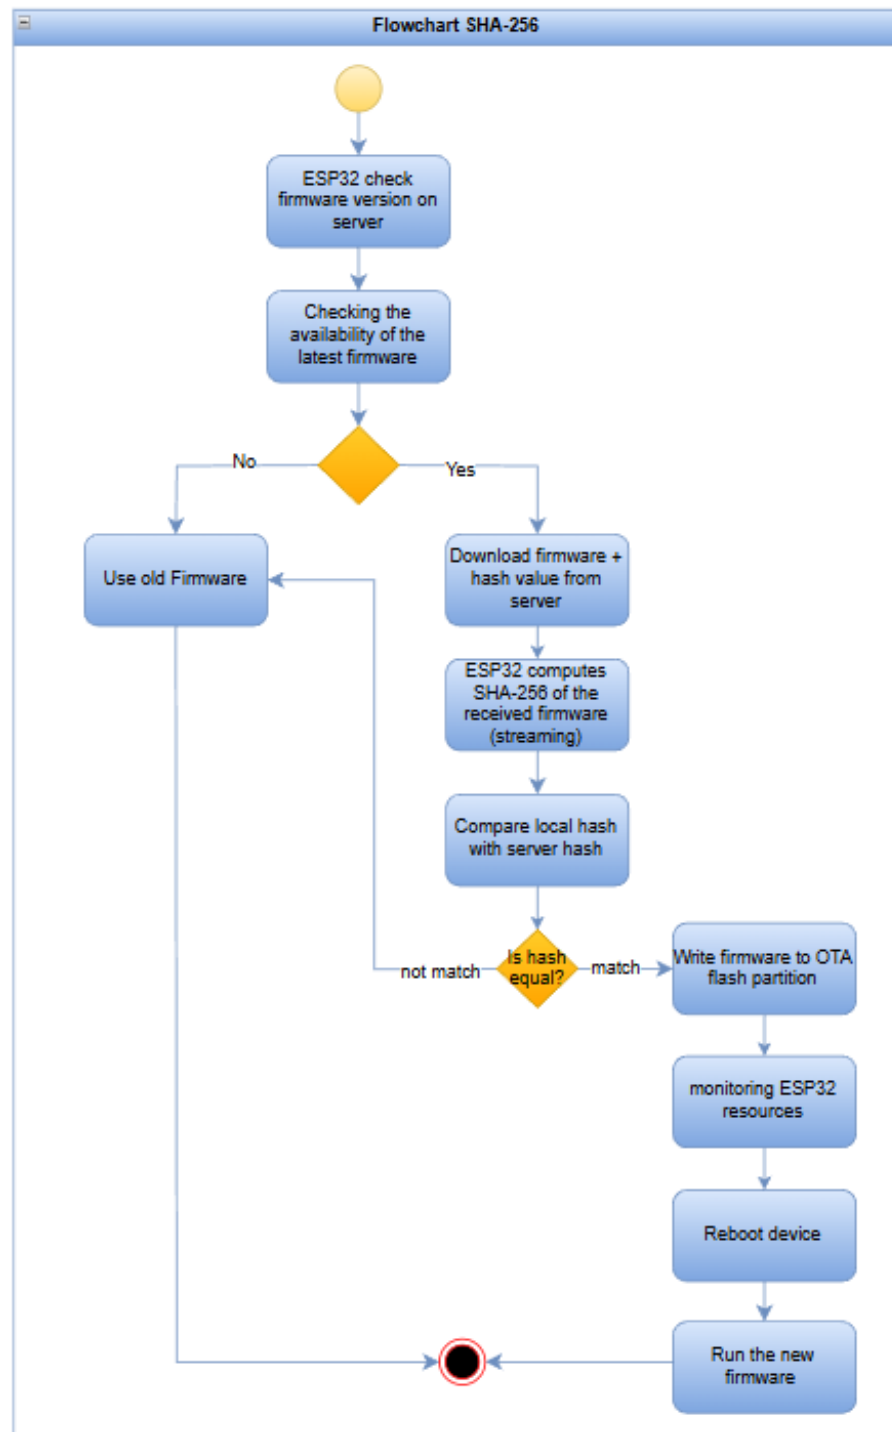 Flowchart SHA-256
ESP32 check
firmware version on
server
Checking the
availability of the
latest firmware
No
Yes
Use old Firmware
Download firmware +
hash value from
server
ESP32 computes
SHA-256 of the
received firmware
(streaming)
Compare local hash
with server hash
not match
Is hash
equal?
match
Write firmware to OTA
flash partition
monitoring ESP32
resources
Reboot device
Run the new
firmware